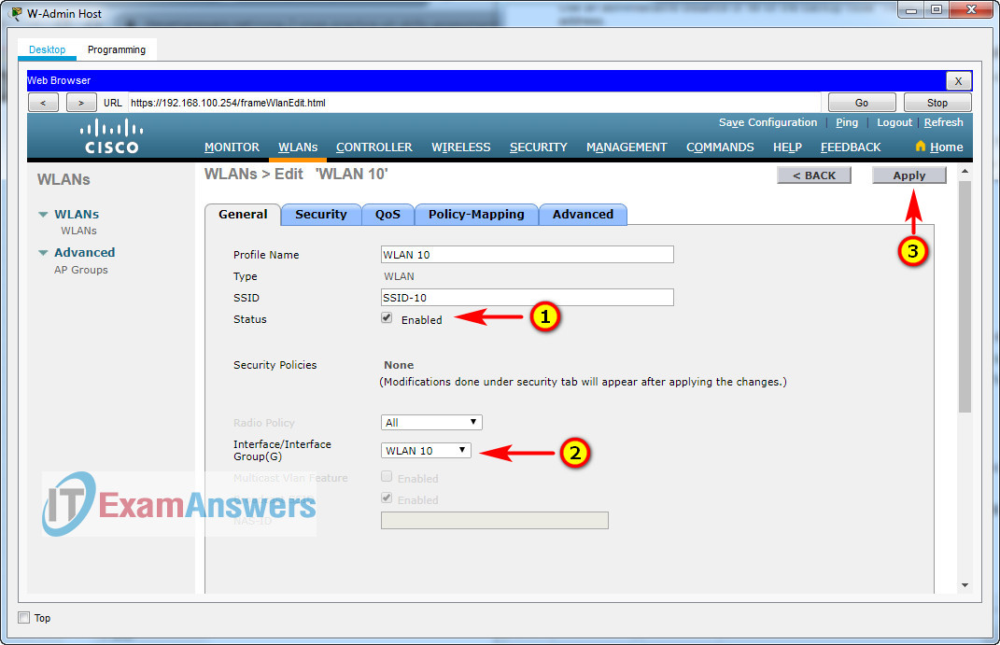 W-Admin Host
address.
Desktop Programming
Web Browser X
< > URL https://192.168.100.254/frameWlanEdit.html Go Stop
Save Configuration | Ping | Logout | Refresh
CISCO
MONITOR WLANs CONTROLLER WIRELESS SECURITY MANAGEMENT COMMANDS HELP FEEDBACK Home
WLANs
WLANs > Edit 'WLAN 10' < BACK Apply
WLANs
WLANs
Advanced
AP Groups
General Security QoS Policy-Mapping Advanced
3
Profile Name WLAN 10
Type WLAN
SSID SSID-10
Status Enabled 1
Security Policies None
(Modifications done under security tab will appear after applying the changes.)
Radio Policy All
Interface/Interface
Group(G) WLAN 10 2
Multicast Vlan Feature Enabled
Enabled
NAS-ID
ITExamAnswers
Top